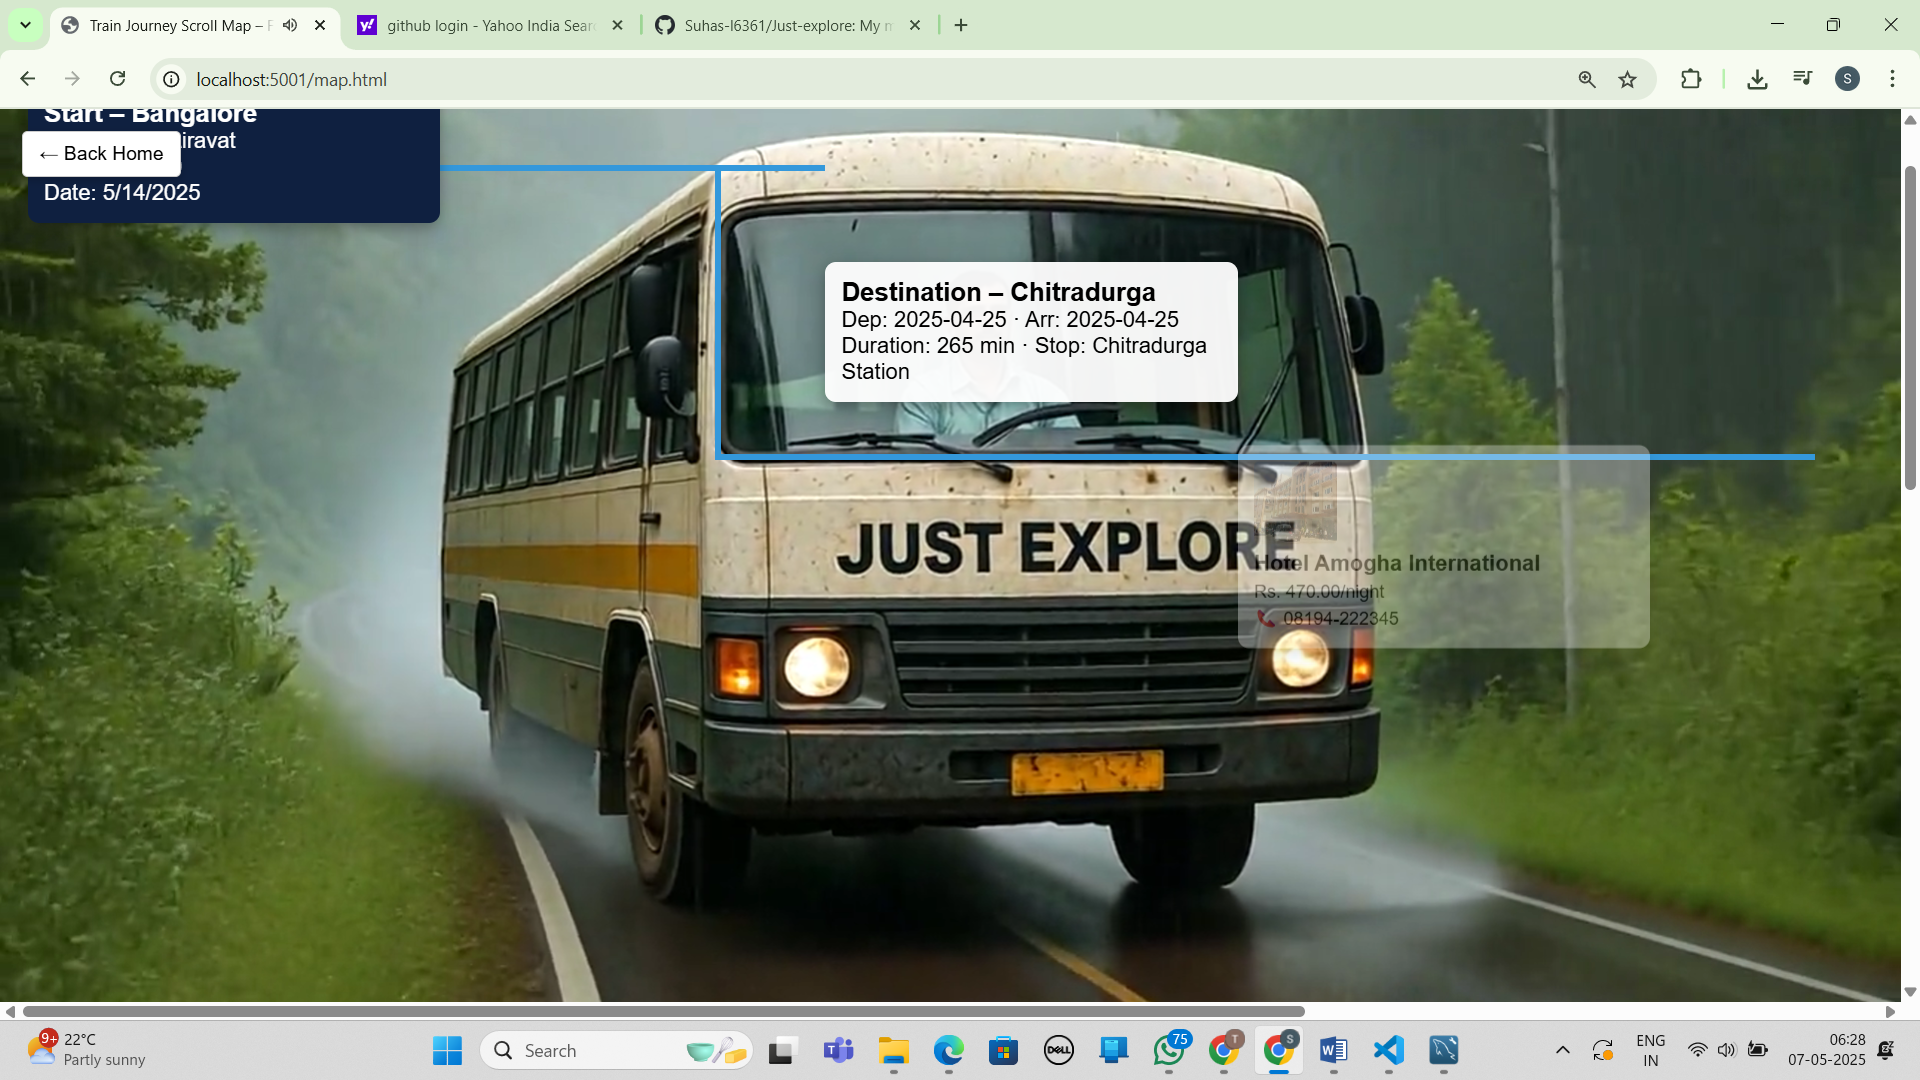 Train Journey Scroll Map –
github login - Yahoo India Sear
Suhas-l6361/Just-explore: My m
localhost:5001/map.html
S
Start – Bangalore
iravat
← Back Home
Date: 5/14/2025
Destination – Chitradurga
Dep: 2025-04-25 · Arr: 2025-04-25
Duration: 265 min · Stop: Chitradurga
Station
JUST EXPLORE
Hotel Amogha International
Rs. 470.00/night
08194-222345
9+
22°C
Partly sunny
Search
DELL
75
T
S
ENG
IN
06:28
07-05-2025